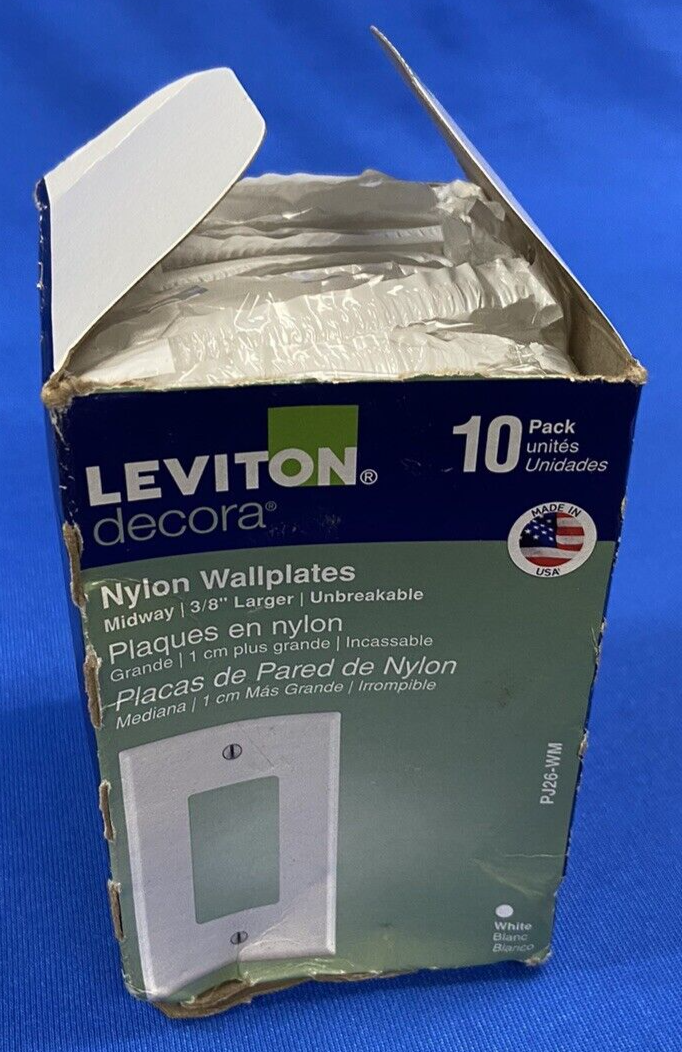 LEVITON®
decora®
10 Pack
unités
Unidades
MADE IN
USA
Nylon Wallplates
Midway | 3/8" Larger | Unbreakable
Plaques en nylon
Grande | 1 cm plus grande | Incassable
Placas de Pared de Nylon
Mediana | 1 cm Más Grande | Irrompible
PJ26-WM
White
Blanc
Blanco